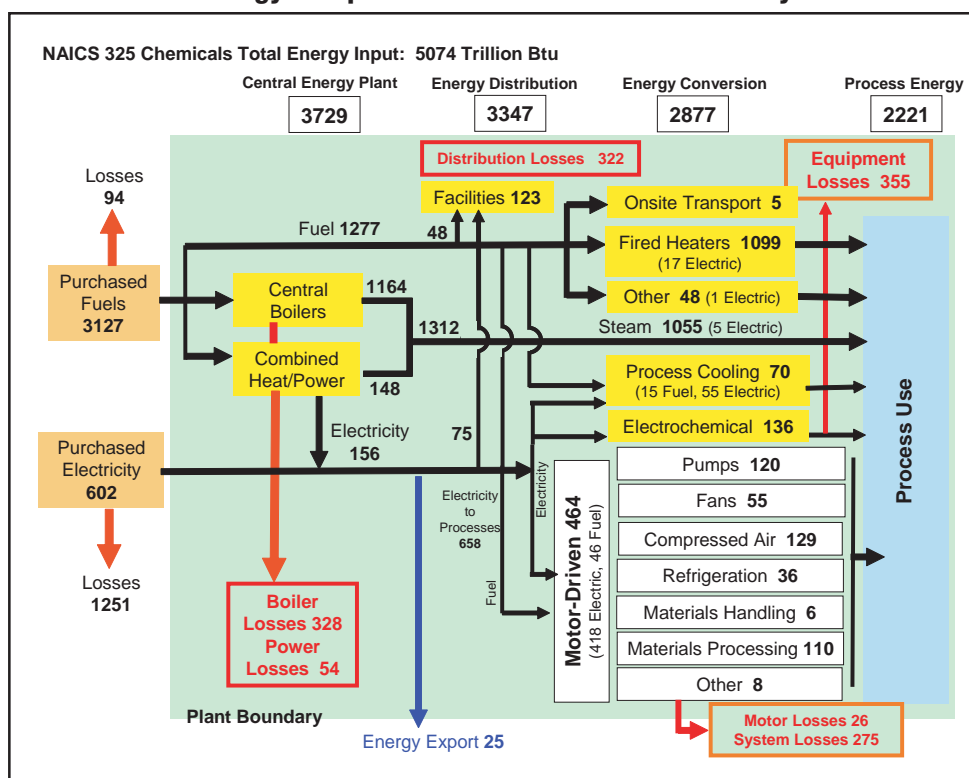 NAICS 325 Chemicals Total Energy Input: 5074 Trillion Btu
Central Energy Plant
3729
Energy Distribution
3347
Energy Conversion
2877
Process Energy
2221
Distribution Losses 322
Equipment
Losses 355
Losses
94
Facilities 123
Onsite Transport 5
Fuel 1277
48
Fired Heaters 1099
(17 Electric)
Purchased
Fuels
3127
Central
Boilers
1164
Other 48 (1 Electric)
1312
Steam 1055 (5 Electric)
Combined
Heat/Power
148
Process Cooling 70
(15 Fuel, 55 Electric)
Electricity
156
75
Electrochemical 136
Purchased
Electricity
602
Electricity
to
Processes
658
Electricity
Fuel
Motor-Driven 464
(418 Electric, 46 Fuel)
Pumps 120
Fans 55
Compressed Air 129
Refrigeration 36
Materials Handling 6
Materials Processing 110
Other 8
Process Use
Losses
1251
Boiler
Losses 328
Power
Losses 54
Plant Boundary
Energy Export 25
Motor Losses 26
System Losses 275